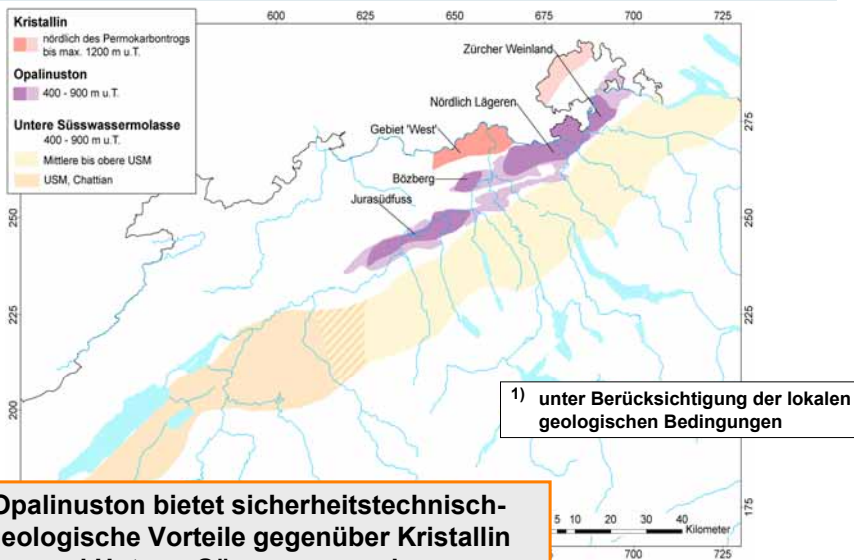 600 625 650 675 700 725
Kristallin
nördlich des Permokarbontrogs
bis max. 1200 m u.T.
Opalinuston
400 - 900 m u.T.
Untere Süsswassermolasse
400 - 900 m u.T.
Mittlere bis obere USM
USM, Chattian
Zürcher Weinland
Nördlich Lägeren
Gebiet 'West'
Bözberg
Jurasüdfuss
275
250
250
225
225
200
175
1) unter Berücksichtigung der lokalen
geologischen Bedingungen
Opalinuston bietet sicherheitstechnisch-
geologische Vorteile gegenüber Kristallin
5 10 20 30 40
Kilometer
700 725